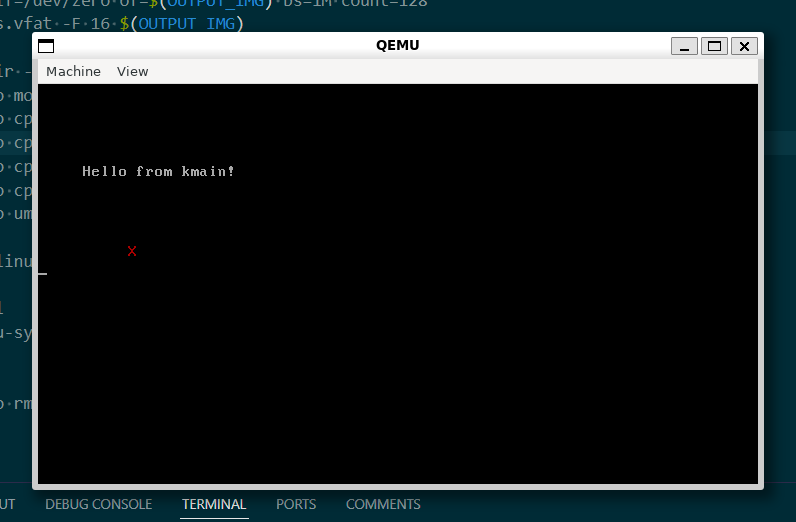 if=/dev/zero of=$(OUTPUT_IMG) bs=1M count=128
s.vfat -F 16 $(OUTPUT_IMG)
QEMU
ir -
Machine View
o mo
o cp
o cp
Hello from kmain!
o cp
o cp
o um
x
linu
l
u-sy
o rm
UT DEBUG CONSOLE TERMINAL PORTS COMMENTS